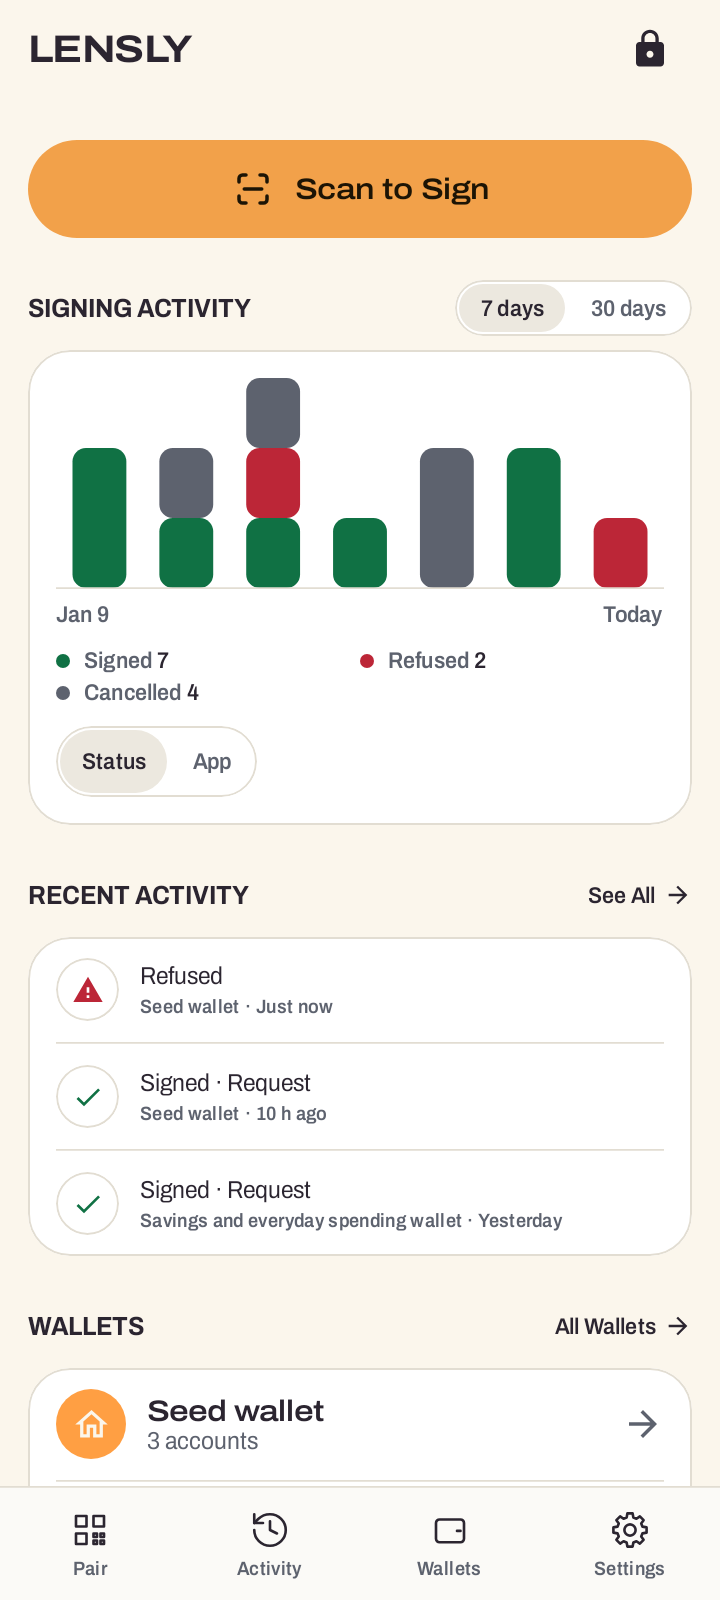 LENSLY
Scan to Sign
SIGNING ACTIVITY
7 days 30 days
Jan 9 Today
Signed 7 Refused 2
Cancelled 4
Status App
RECENT ACTIVITY See All
Refused
Seed wallet · Just now
Signed · Request
Seed wallet · 10 h ago
Signed · Request
Savings and everyday spending wallet · Yesterday
WALLETS All Wallets
Seed wallet
3 accounts
Pair Activity Wallets Settings